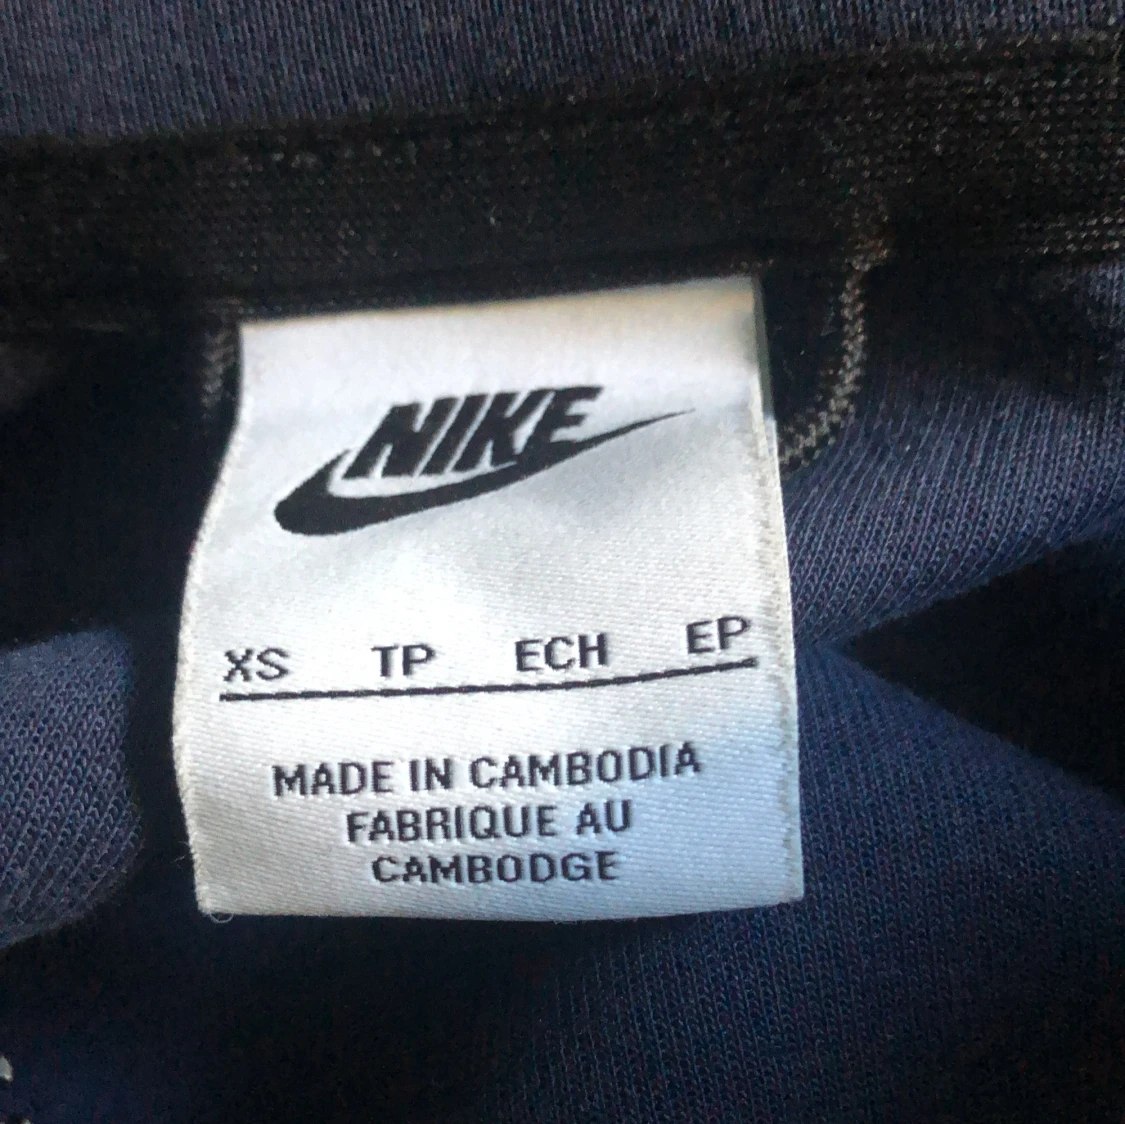 NIKE
XS TP ECH EP
MADE IN CAMBODIA
FABRIQUE AU
CAMBODGE